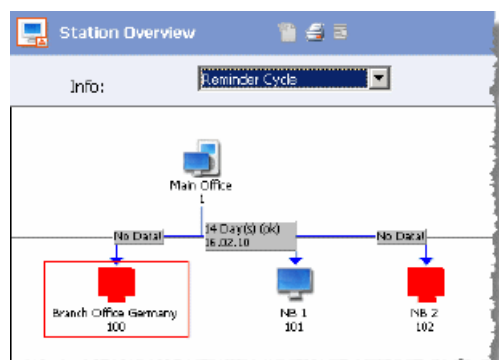 Station Overview
Info:
Reminder Cycle
Main Office
1
No Data!
14 Day(s) (ok)
16.02.10
No Data!
Branch Office Germany
100
NB 1
101
NB 2
102